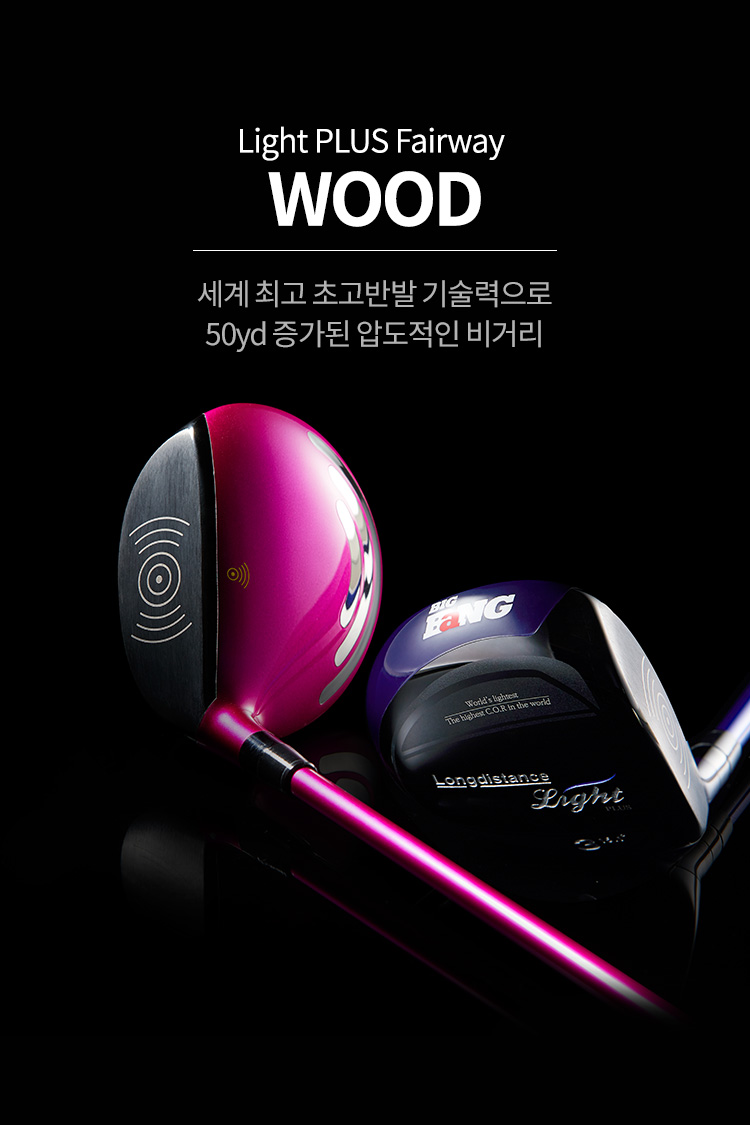 Light PLUS Fairway
WOOD
세계 최고 초고반발 기술력으로
50yd 증가된 압도적인 비거리
BIG
BaNG
World's lightest
The highest C.O.R in the world
Longdistance
Light
PLUS